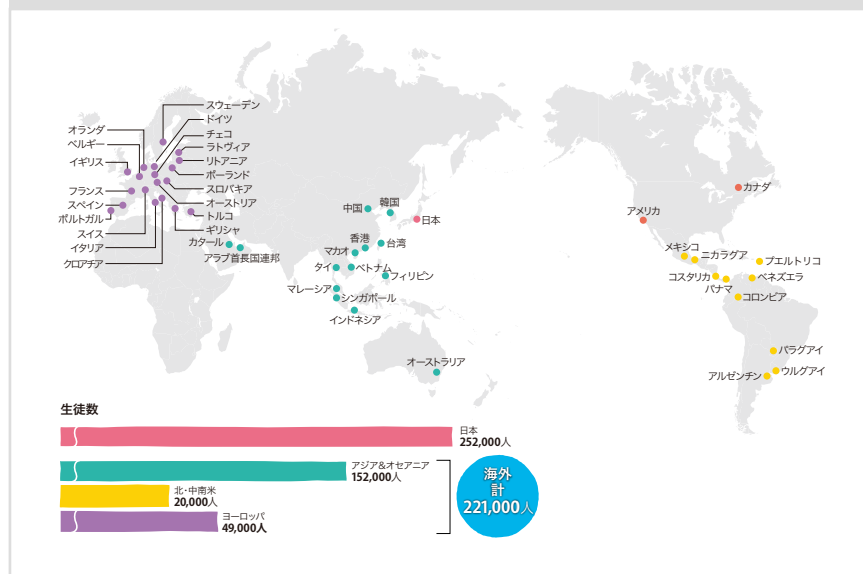 スウェーデン
ドイツ
チェコ
ラトヴィア
リトアニア
ポーランド
スロバキア
オーストリア
トルコ
ギリシャ
オランダ
ベルギー
イギリス
フランス
スペイン
ポルトガル
スイス
イタリア
クロアチア
カタール
アラブ首長国連邦
中国
韓国
日本
香港
台湾
マカオ
タイ
ベトナム
フィリピン
マレーシア
シンガポール
インドネシア
オーストラリア
カナダ
アメリカ
メキシコ
ニカラグア
プエルトリコ
コスタリカ
ベネズエラ
パナマ
コロンビア
パラグアイ
ウルグアイ
アルゼンチン
生徒数
日本
252,000人
アジア&オセアニア
152,000人
北・中南米
20,000人
ヨーロッパ
49,000人
海外
計
221,000人